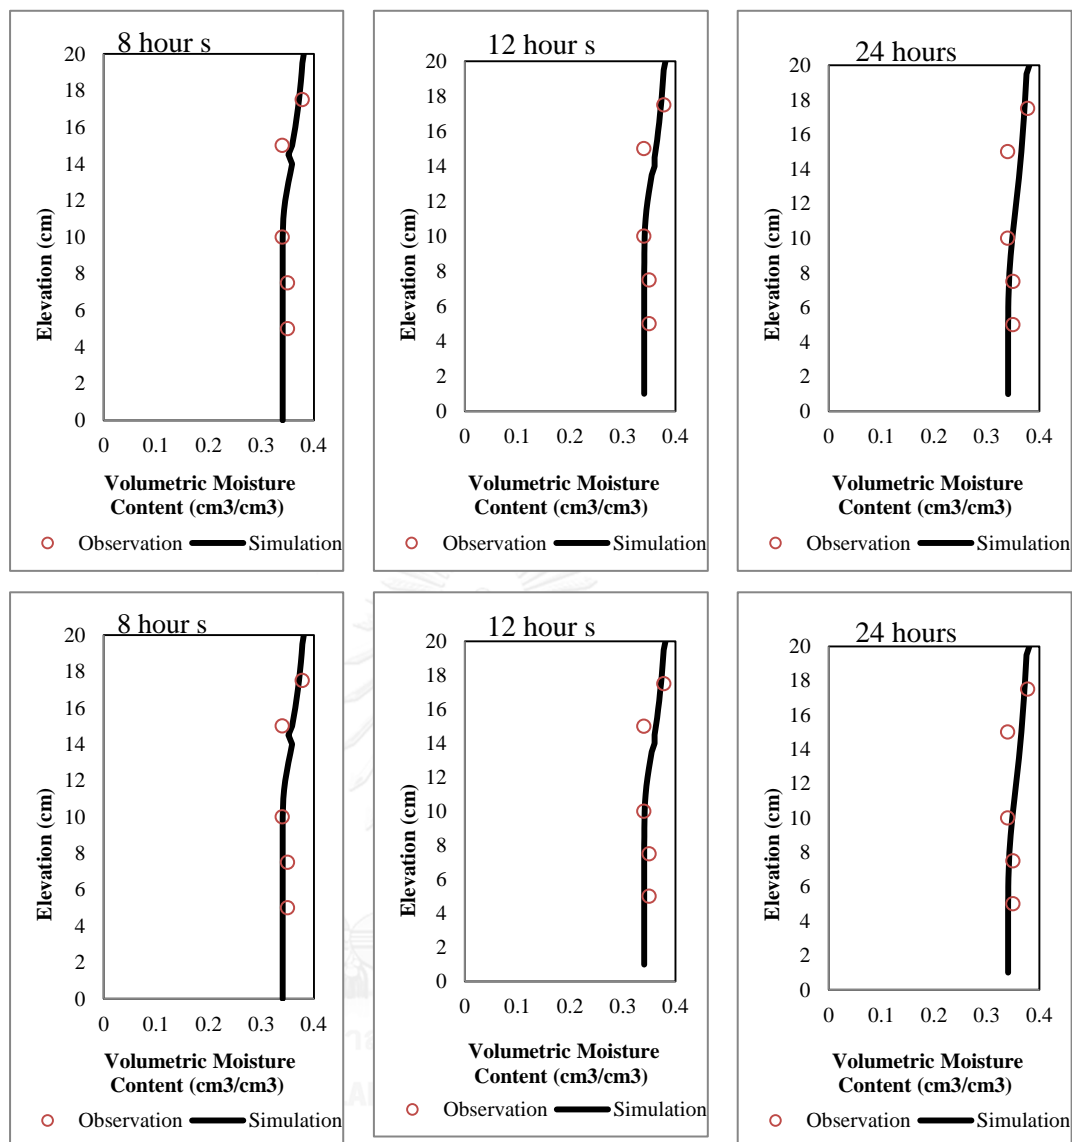 8 hour s
20
18
16
14
12
10
8
6
4
2
0
Elevation (cm)
0 0.1 0.2 0.3 0.4
Volumetric Moisture
Content (cm3/cm3)
Observation Simulation
12 hour s
20
18
16
14
12
10
8
6
4
2
0
Elevation (cm)
0 0.1 0.2 0.3 0.4
Volumetric Moisture
Content (cm3/cm3)
Observation Simulation
24 hours
20
18
16
14
12
10
8
6
4
2
0
Elevation (cm)
0 0.1 0.2 0.3 0.4
Volumetric Moisture
Content (cm3/cm3)
Observation Simulation
8 hour s
20
18
16
14
12
10
8
6
4
2
0
Elevation (cm)
0 0.1 0.2 0.3 0.4
Volumetric Moisture
Content (cm3/cm3)
Observation Simulation
12 hour s
20
18
16
14
12
10
8
6
4
2
0
Elevation (cm)
0 0.1 0.2 0.3 0.4
Volumetric Moisture
Content (cm3/cm3)
Observation Simulation
24 hours
20
18
16
14
12
10
8
6
4
2
0
Elevation (cm)
0 0.1 0.2 0.3 0.4
Volumetric Moisture
Content (cm3/cm3)
Observation Simulation